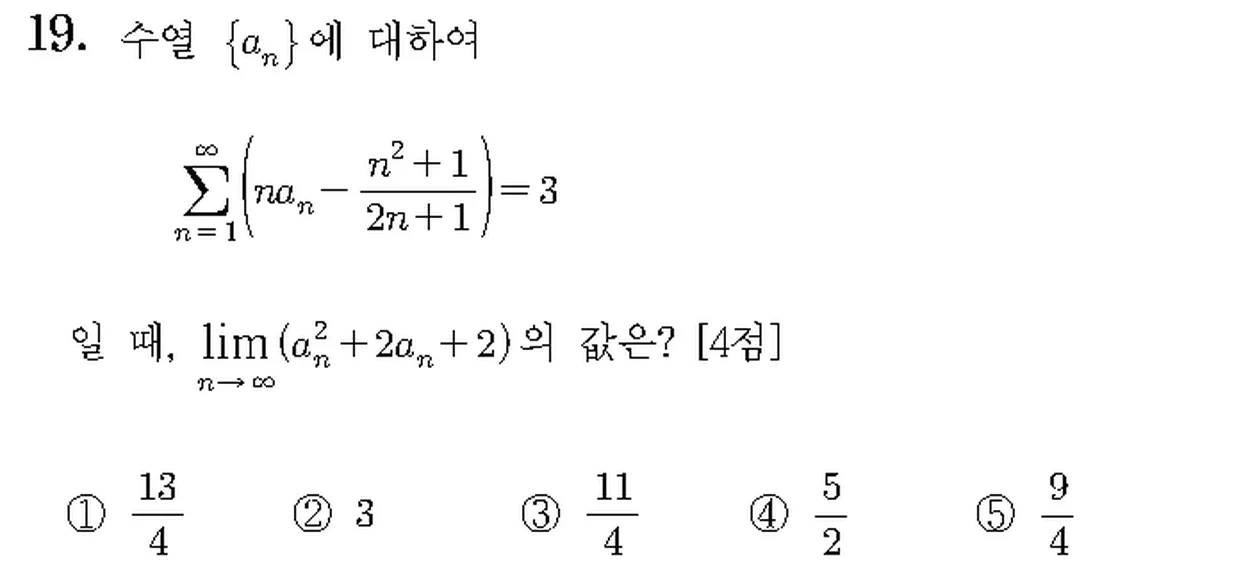 19. 수열 {aₙ}에 대하여
∑_{n=1}^{∞} (naₙ − (n²+1)/(2n+1)) = 3
일 때, lim_{n→∞} (aₙ² + 2aₙ + 2)의 값은? [4점]
① 13/4 ② 3 ③ 11/4 ④ 5/2 ⑤ 9/4